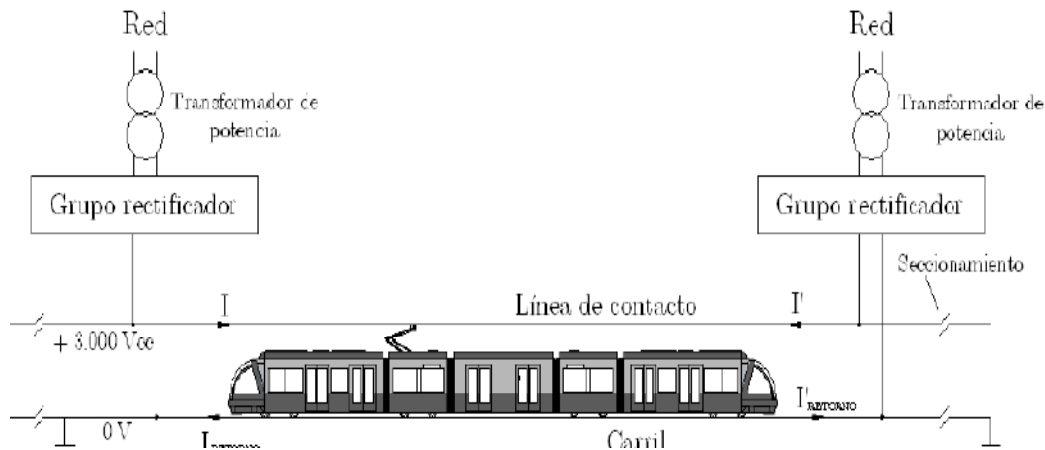 Red
Red
Transformador de
potencia
Transformador de
potencia
Grupo rectificador
Grupo rectificador
Seccionamiento
I
Línea de contacto
I'
+ 3.000 Vcc
I'RETORNO
0 V
Carril